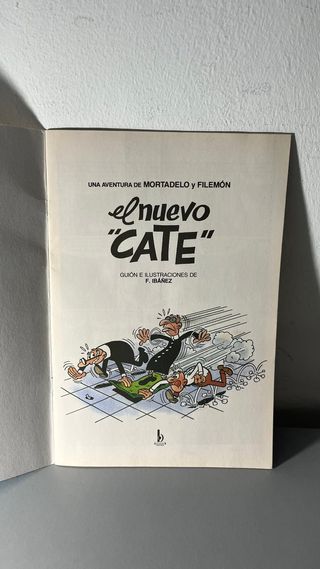 UNA AVENTURA DE MORTADELO y FILEMÓN
el nuevo
"CATE"
GUIÓN E ILUSTRACIONES DE
F. IBÁÑEZ
b